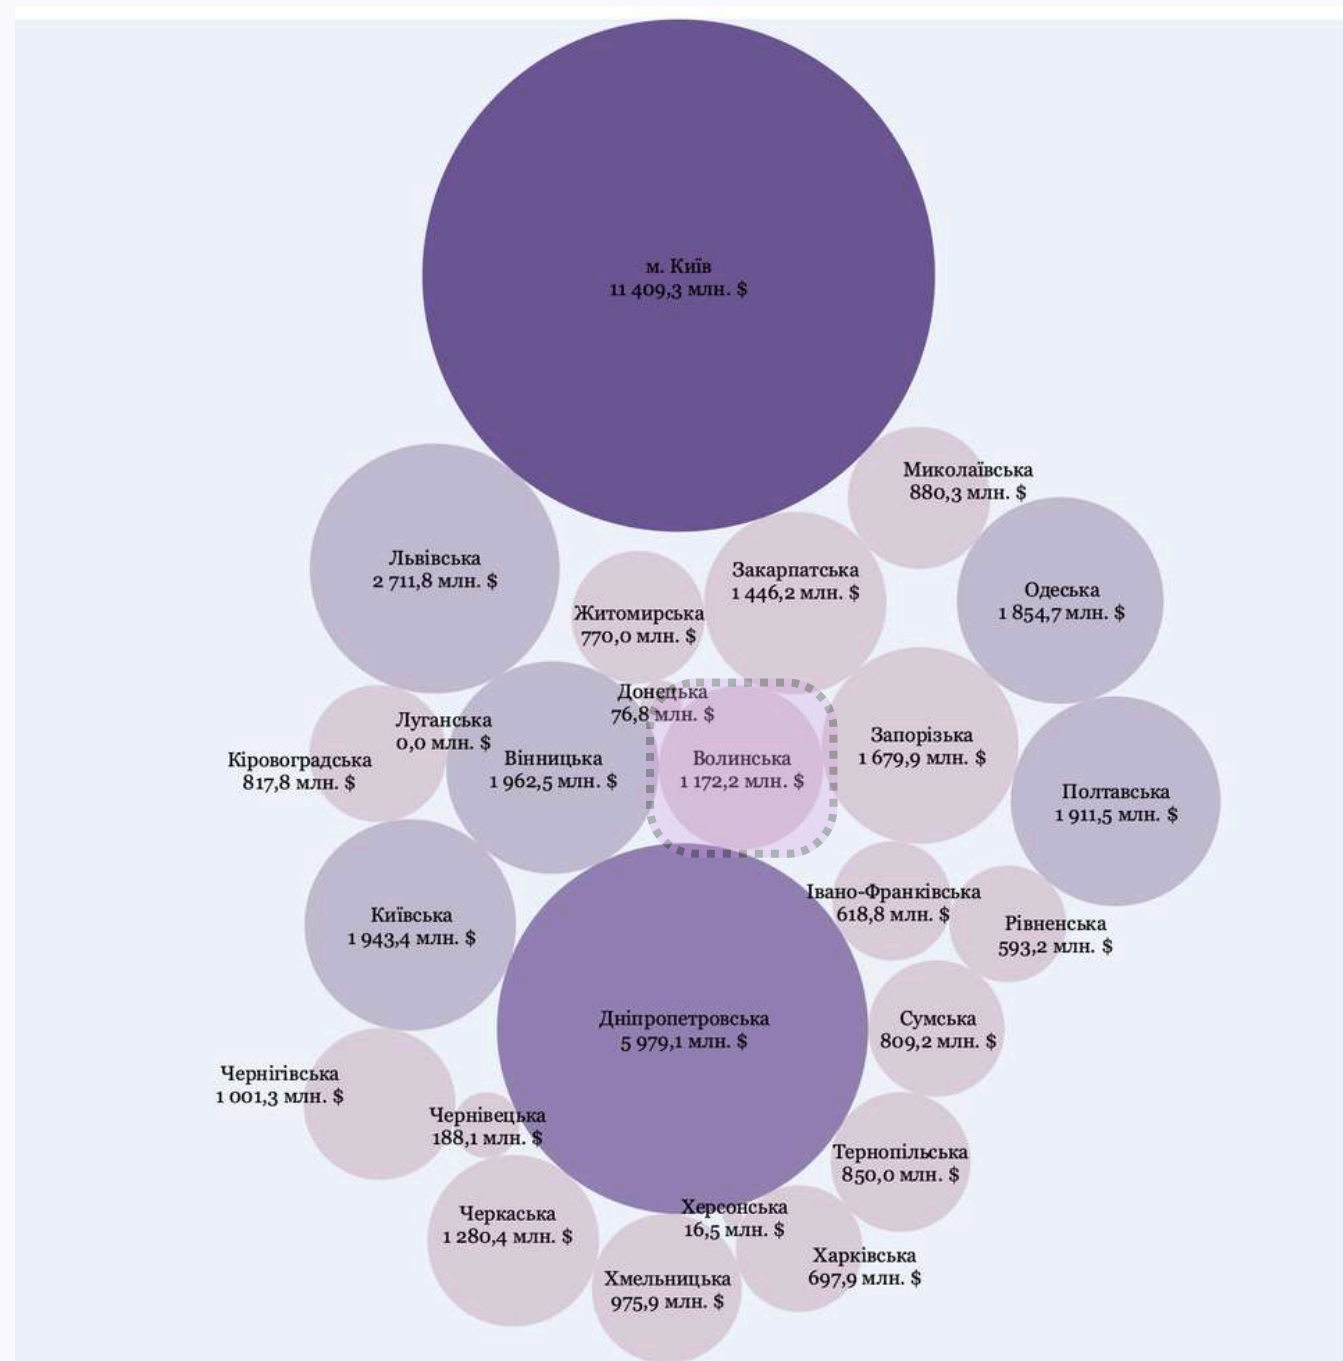 м. Київ
11 409,3 млн. $
Миколаївська
880,3 млн. $
Львівська
2 711,8 млн. $
Закарпатська
1 446,2 млн. $
Одеська
1 854,7 млн. $
Житомирська
770,0 млн. $
Донецька
76,8 млн. $
Луганська
0,0 млн. $
Кіровоградська
817,8 млн. $
Вінницька
1 962,5 млн. $
Волинська
1 172,2 млн. $
Запорізька
1 679,9 млн. $
Полтавська
1 911,5 млн. $
Івано-Франківська
618,8 млн. $
Рівненська
593,2 млн. $
Київська
1 943,4 млн. $
Дніпропетровська
5 979,1 млн. $
Сумська
809,2 млн. $
Чернігівська
1 001,3 млн. $
Чернівецька
188,1 млн. $
Тернопільська
850,0 млн. $
Черкаська
1 280,4 млн. $
Херсонська
16,5 млн. $
Харківська
697,9 млн. $
Хмельницька
975,9 млн. $